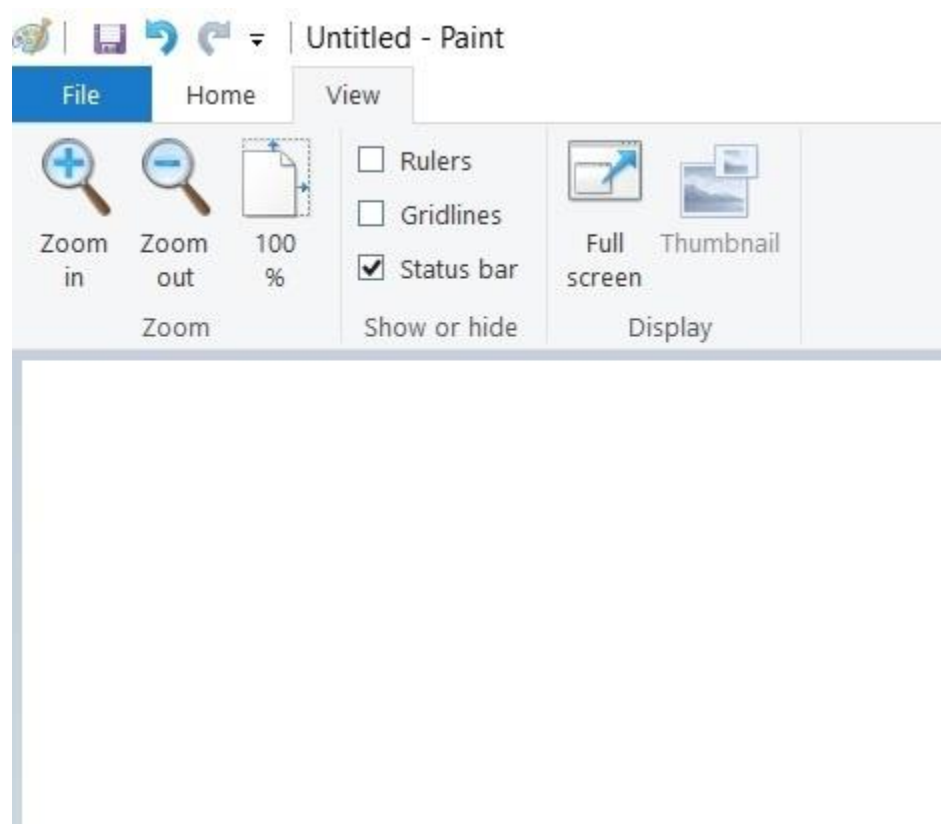 Untitled - Paint
File Home View
Zoom in
Zoom out
100 %
Rulers
Gridlines
Status bar
Full screen
Thumbnail
Zoom
Show or hide
Display